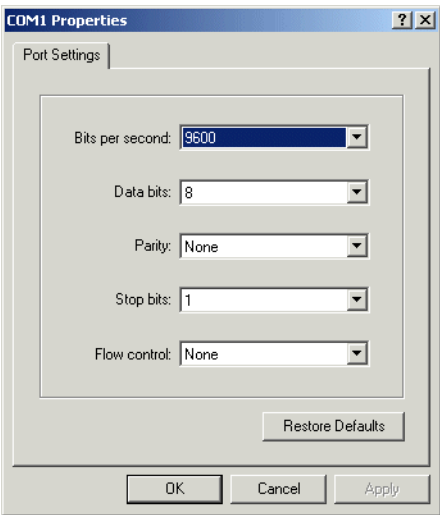 COM1 Properties
Port Settings
Bits per second: 9600
Data bits: 8
Parity: None
Stop bits: 1
Flow control: None
Restore Defaults
OK Cancel Apply